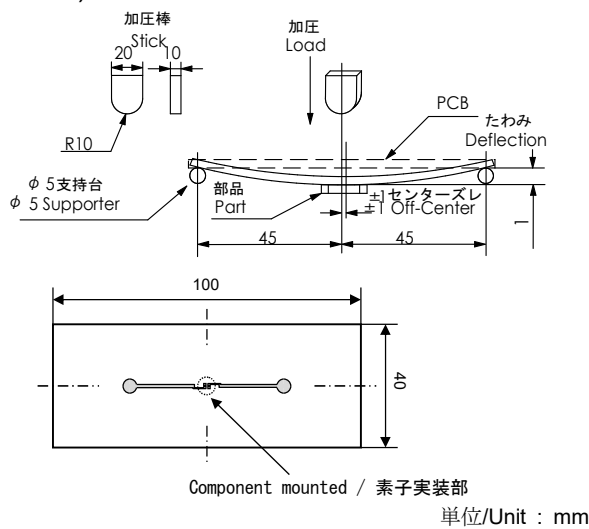 加圧棒
Stick
20
10
R10
加圧
Load
PCB
たわみ
Deflection
φ 5支持台
φ 5 Supporter
部品
Part
±1センターズレ
±1 Off-Center
45
45
1
100
40
Component mounted / 素子実装部
単位/Unit : mm